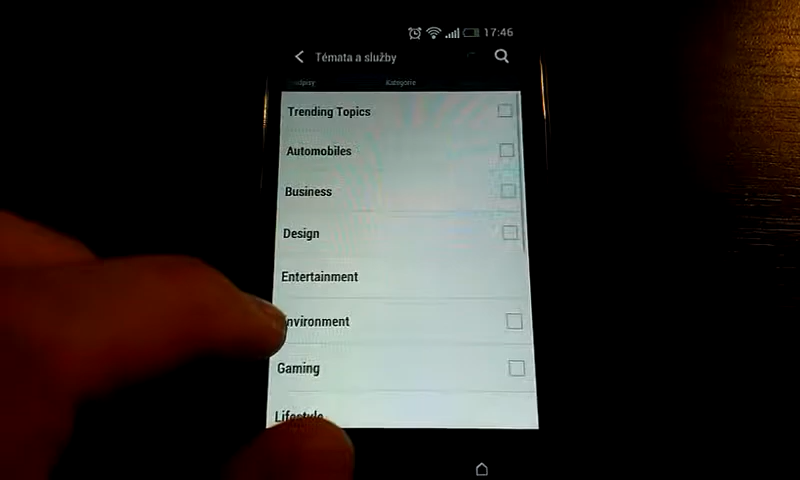 17:46
Témata a služby
Kategorie
Trending Topics
Automobiles
Business
Design
Entertainment
nvironment
Gaming
Lifestyle